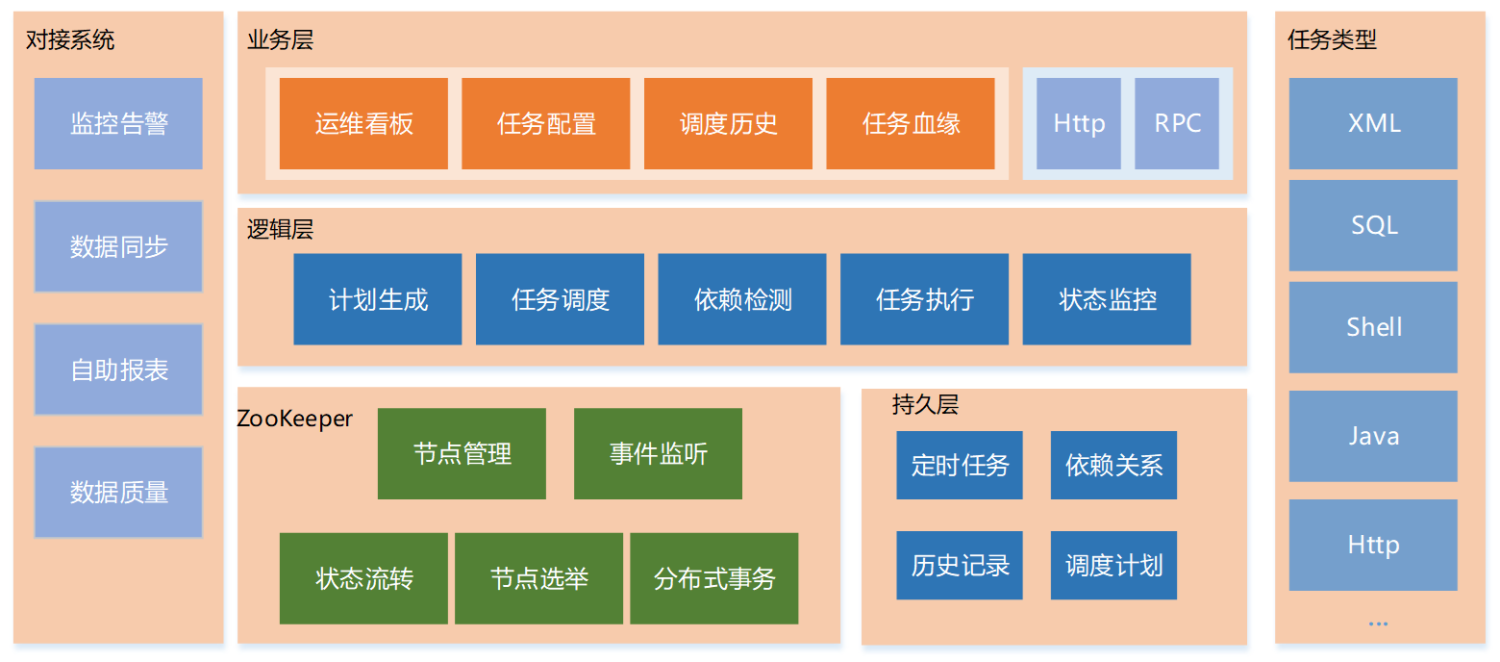 对接系统
监控告警
数据同步
自助报表
数据质量
业务层
运维看板
任务配置
调度历史
任务血缘
Http
RPC
逻辑层
计划生成
任务调度
依赖检测
任务执行
状态监控
ZooKeeper
节点管理
事件监听
状态流转
节点选举
分布式事务
持久层
定时任务
依赖关系
历史记录
调度计划
任务类型
XML
SQL
Shell
Java
Http
...